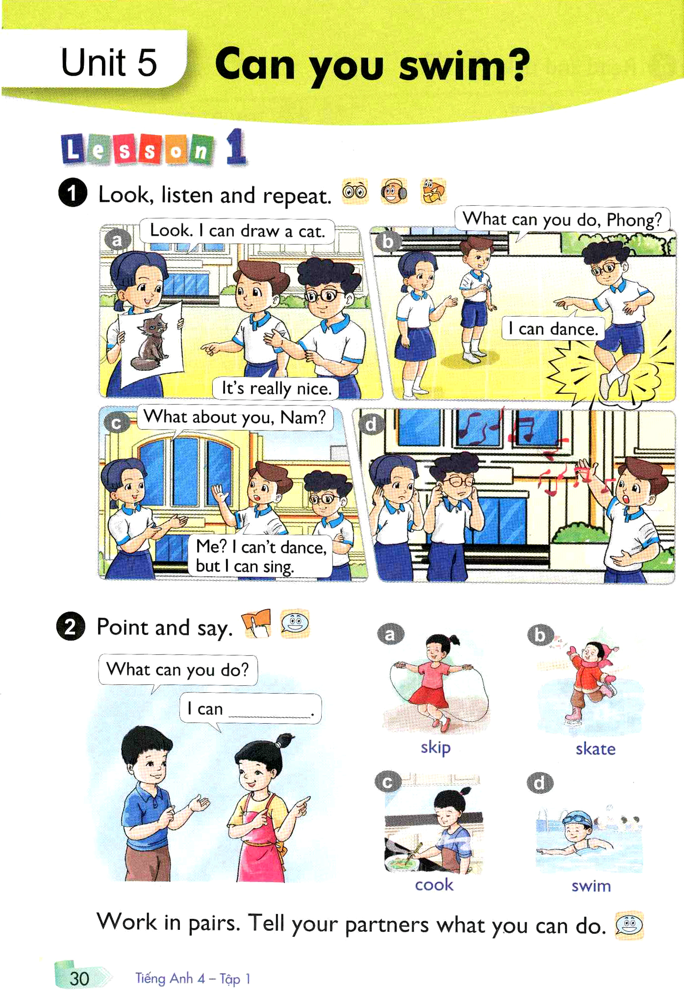 Unit 5
Can you swim?
Lesson 1
1 Look, listen and repeat.
a
Look. I can draw a cat.
It's really nice.
b
What can you do, Phong?
I can dance.
c
What about you, Nam?
Me? I can't dance,
but I can sing.
d
2 Point and say.
What can you do?
I can ________.
a
skip
b
skate
c
cook
d
swim
Work in pairs. Tell your partners what you can do.
30
Tiếng Anh 4 – Tập 1